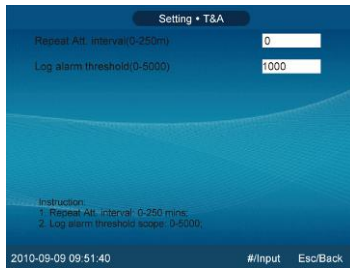 Setting • T&A
Repeat Att. interval(0-250m) 0
Log alarm threshold(0-5000) 1000
Instruction:
1. Repeat Att. interval: 0-250 mins;
2. Log alarm threshold scope: 0-5000;
2010-09-09 09:51:40 #/Input Esc/Back